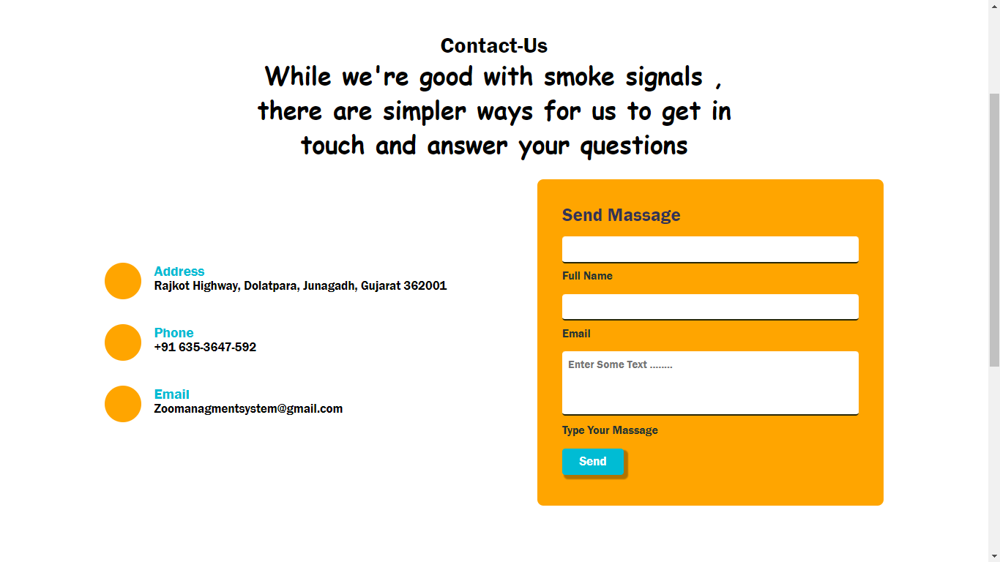 Contact-Us
While we're good with smoke signals ,
there are simpler ways for us to get in
touch and answer your questions
Address
Rajkot Highway, Dolatpara, Junagadh, Gujarat 362001
Phone
+91 635-3647-592
Email
Zoomanagmentsystem@gmail.com
Send Massage
Full Name
Email
Enter Some Text ........
Type Your Massage
Send